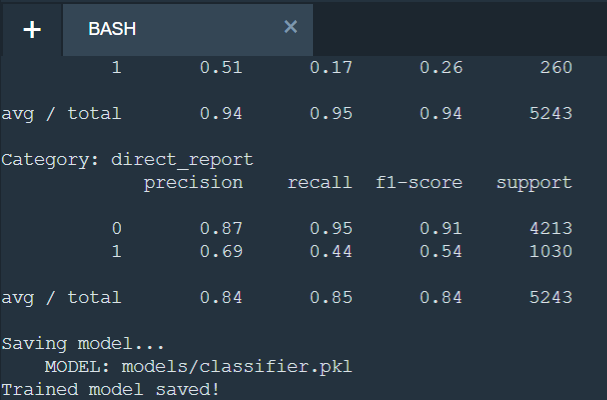 + BASH ×
1 0.51 0.17 0.26 260
avg / total 0.94 0.95 0.94 5243
Category: direct_report
precision recall f1-score support
0 0.87 0.95 0.91 4213
1 0.69 0.44 0.54 1030
avg / total 0.84 0.85 0.84 5243
Saving model...
MODEL: models/classifier.pkl
Trained model saved!